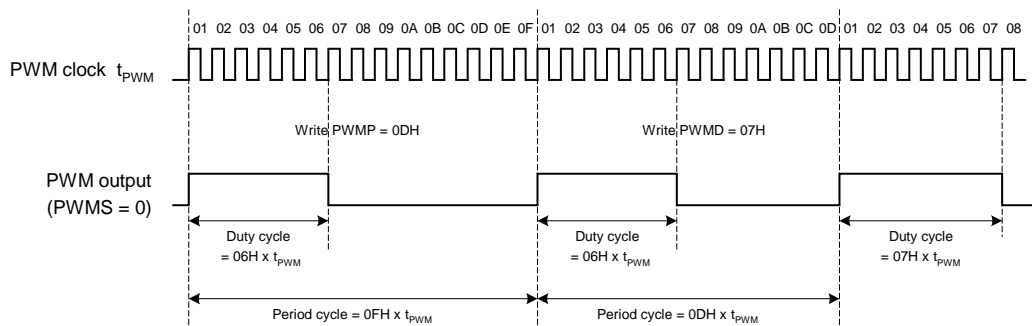 01 02 03 04 05 06 07 08 09 0A 0B 0C 0D 0E 0F 01 02 03 04 05 06 07 08 09 0A 0B 0C 0D 01 02 03 04 05 06 07 08
PWM clock tPWM
Write PWMP = 0DH Write PWMD = 07H
PWM output
(PWMS = 0)
Duty cycle Duty cycle Duty cycle
= 06H x tPWM = 06H x tPWM = 07H x tPWM
Period cycle = 0FH x tPWM Period cycle = 0DH x tPWM